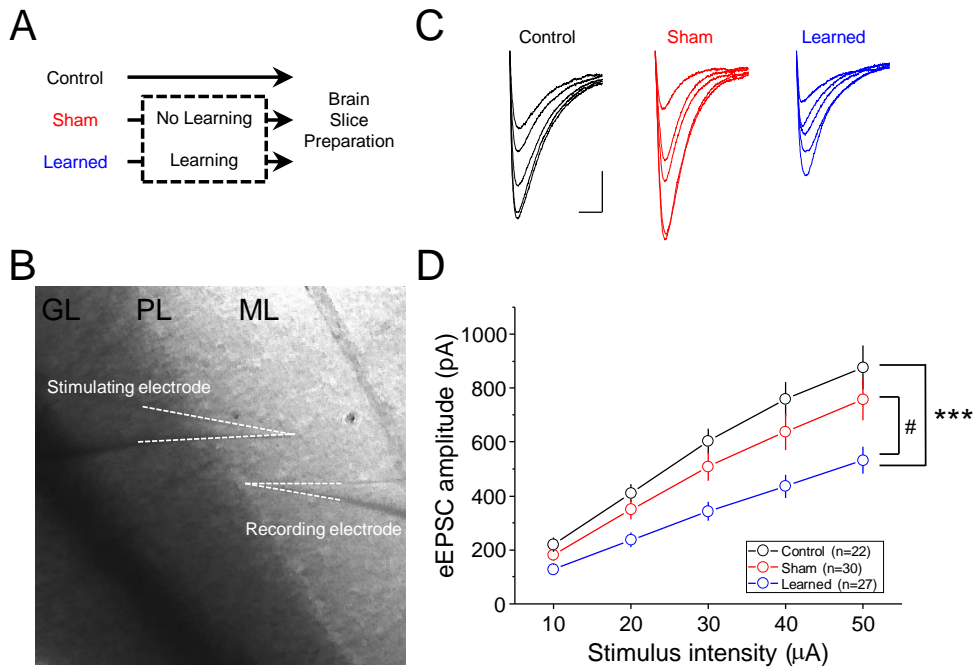 A
Control
Sham
Learned
No Learning
Learning
Brain
Slice
Preparation
B
GL PL ML
Stimulating electrode
Recording electrode
C
Control Sham Learned
D
eEPSC amplitude (pA)
1000
800
600
400
200
0
10 20 30 40 50
Stimulus intensity (μA)
Control (n=22)
Sham (n=30)
Learned (n=27)
#
***